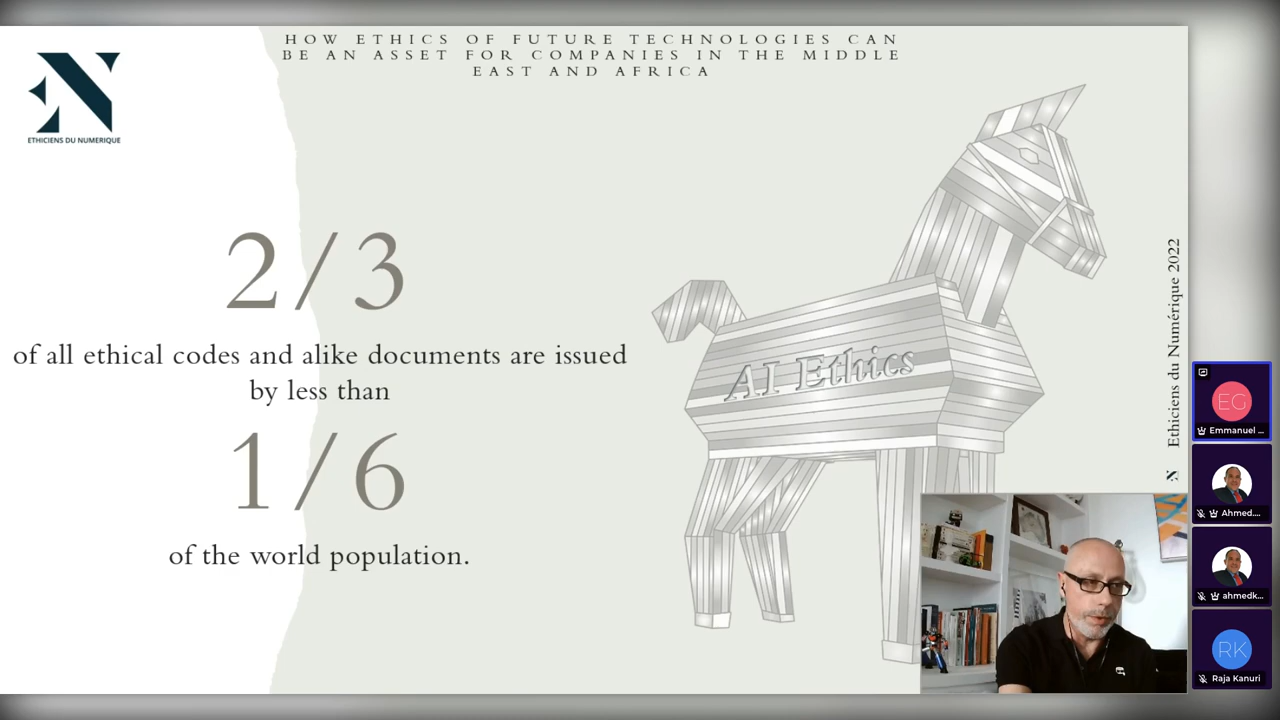 HOW ETHICS OF FUTURE TECHNOLOGIES CAN
BE AN ASSET FOR COMPANIES IN THE MIDDLE
EAST AND AFRICA
EN
ETHICIENS DU NUMERIQUE
2/3
of all ethical codes and alike documents are issued
by less than
1/6
of the world population.
AI Ethics
Ethiciens du Numérique 2022
EG
Emmanuel ...
Ahmed....
ahmedk...
RK
Raja Kanuri